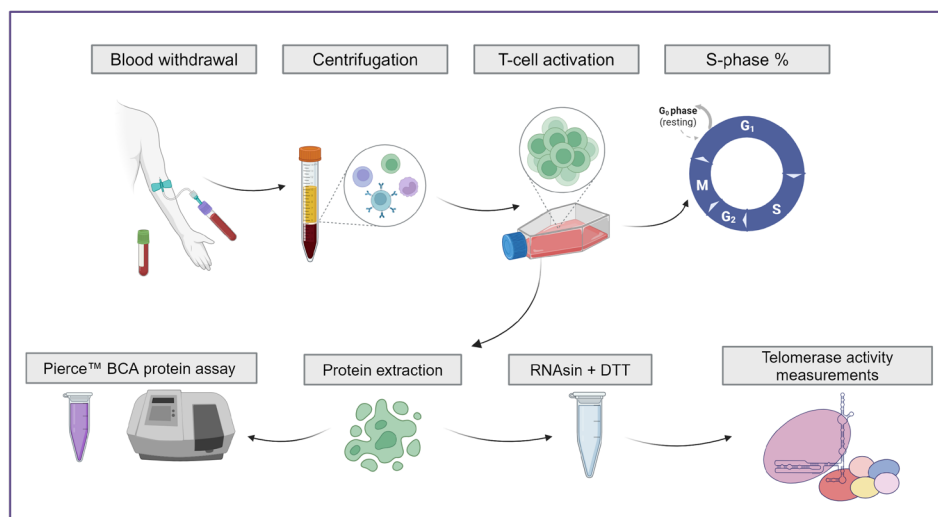 Blood withdrawal
Centrifugation
T-cell activation
S-phase %
G₀ phase
(resting)
G₁
M
S
G₂
Pierce™ BCA protein assay
Protein extraction
RNAsin + DTT
Telomerase activity
measurements